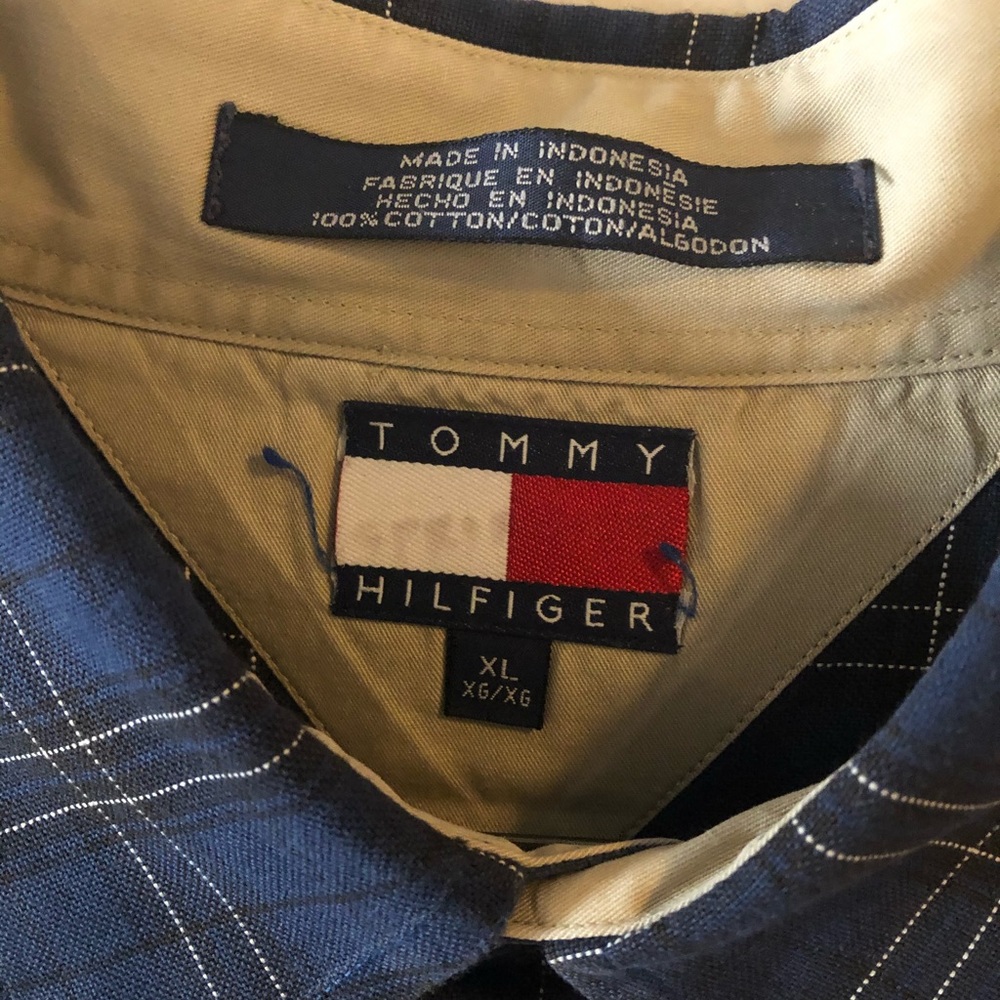 MADE IN INDONESIA
FABRIQUE EN INDONESIE
HECHO EN INDONESIA
100%COTTON/COTON/ALGODON
TOMMY
HILFIGER
XL
XG/XG